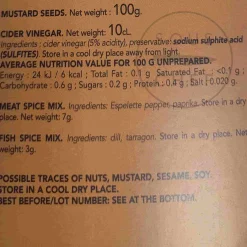 MUSTARD SEEDS. Net weight: 100g.
CIDER VINEGAR. Net weight: 10cL.
Ingredients: cider vinegar (5% acidity), preservative: sodium sulphite acid
(SULFITES). Store in a cool dry place away from light.
AVERAGE NUTRITION VALUE FOR 100 G UNPREPARED.
Energy : 24 kJ / 6 kcal ; Total Fat : 0.1 g Saturated Fat : <0.1 g ;
Carbohydrate : 0.6 g ; Sugars : 0.2 g ; Protein : 0.4 g ; Salt : 0.020 g
MEAT SPICE MIX. Ingredients: Espelette pepper, paprika. Store in a dry
place. Net weight: 7g.
FISH SPICE MIX. Ingredients: dill, tarragon. Store in a dry place. Net
weight: 3g.
POSSIBLE TRACES OF NUTS, MUSTARD, SESAME, SOY.
STORE IN A COOL DRY PLACE.
BEST BEFORE/LOT NUMBER: SEE AT THE BOTTOM.